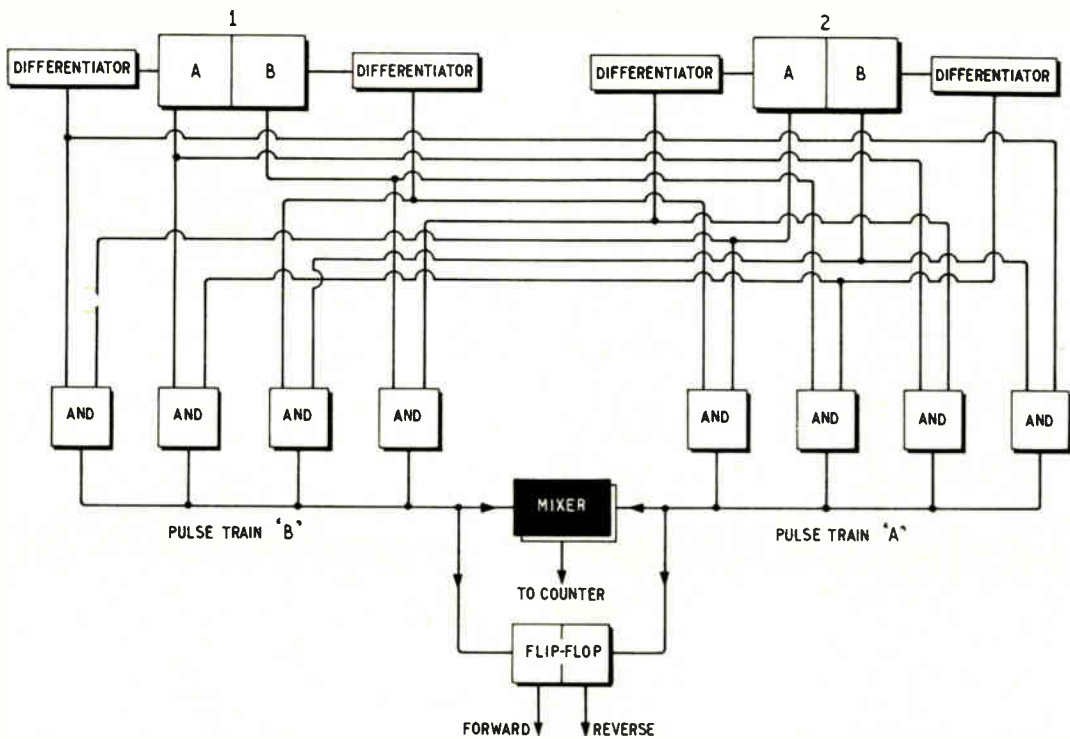 1
2
DIFFERENTIATOR
A
B
DIFFERENTIATOR
DIFFERENTIATOR
A
B
DIFFERENTIATOR
AND
AND
AND
AND
AND
AND
AND
AND
MIXER
PULSE TRAIN ‘B’
PULSE TRAIN ‘A’
TO COUNTER
FLIP-FLOP
FORWARD
REVERSE